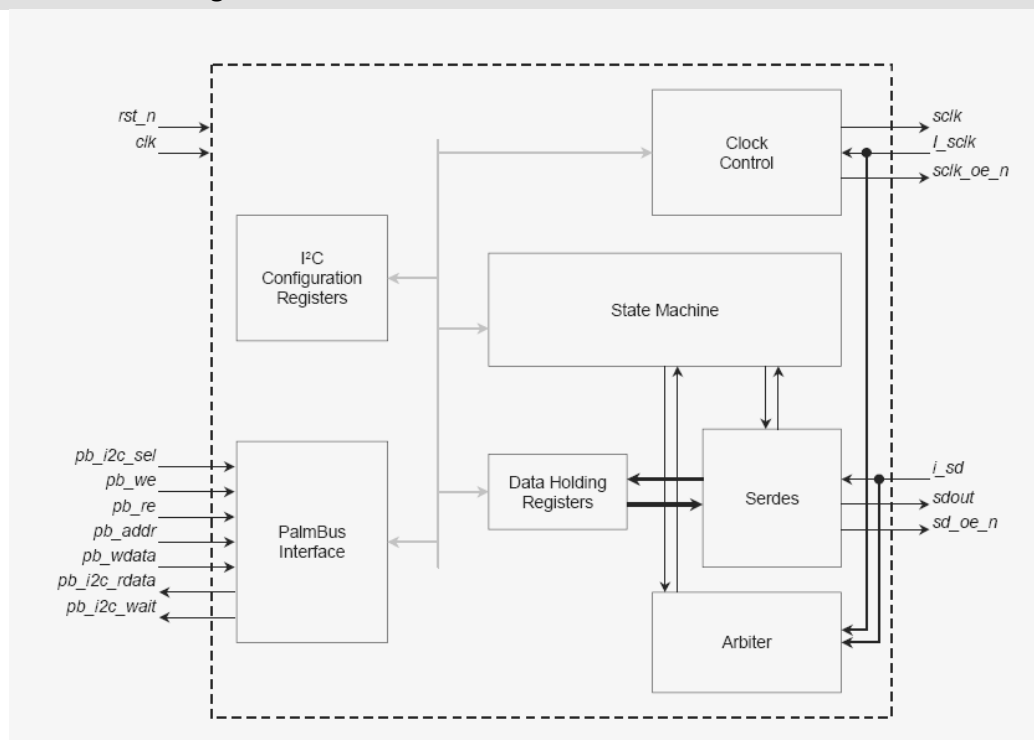 rst_n
clk
Clock
Control
sclk
I_sclk
sclk_oe_n
I²C
Configuration
Registers
State Machine
pb_i2c_sel
pb_we
pb_re
pb_addr
pb_wdata
pb_i2c_rdata
pb_i2c_wait
PalmBus
Interface
Data Holding
Registers
Serdes
i_sd
sdout
sd_oe_n
Arbiter